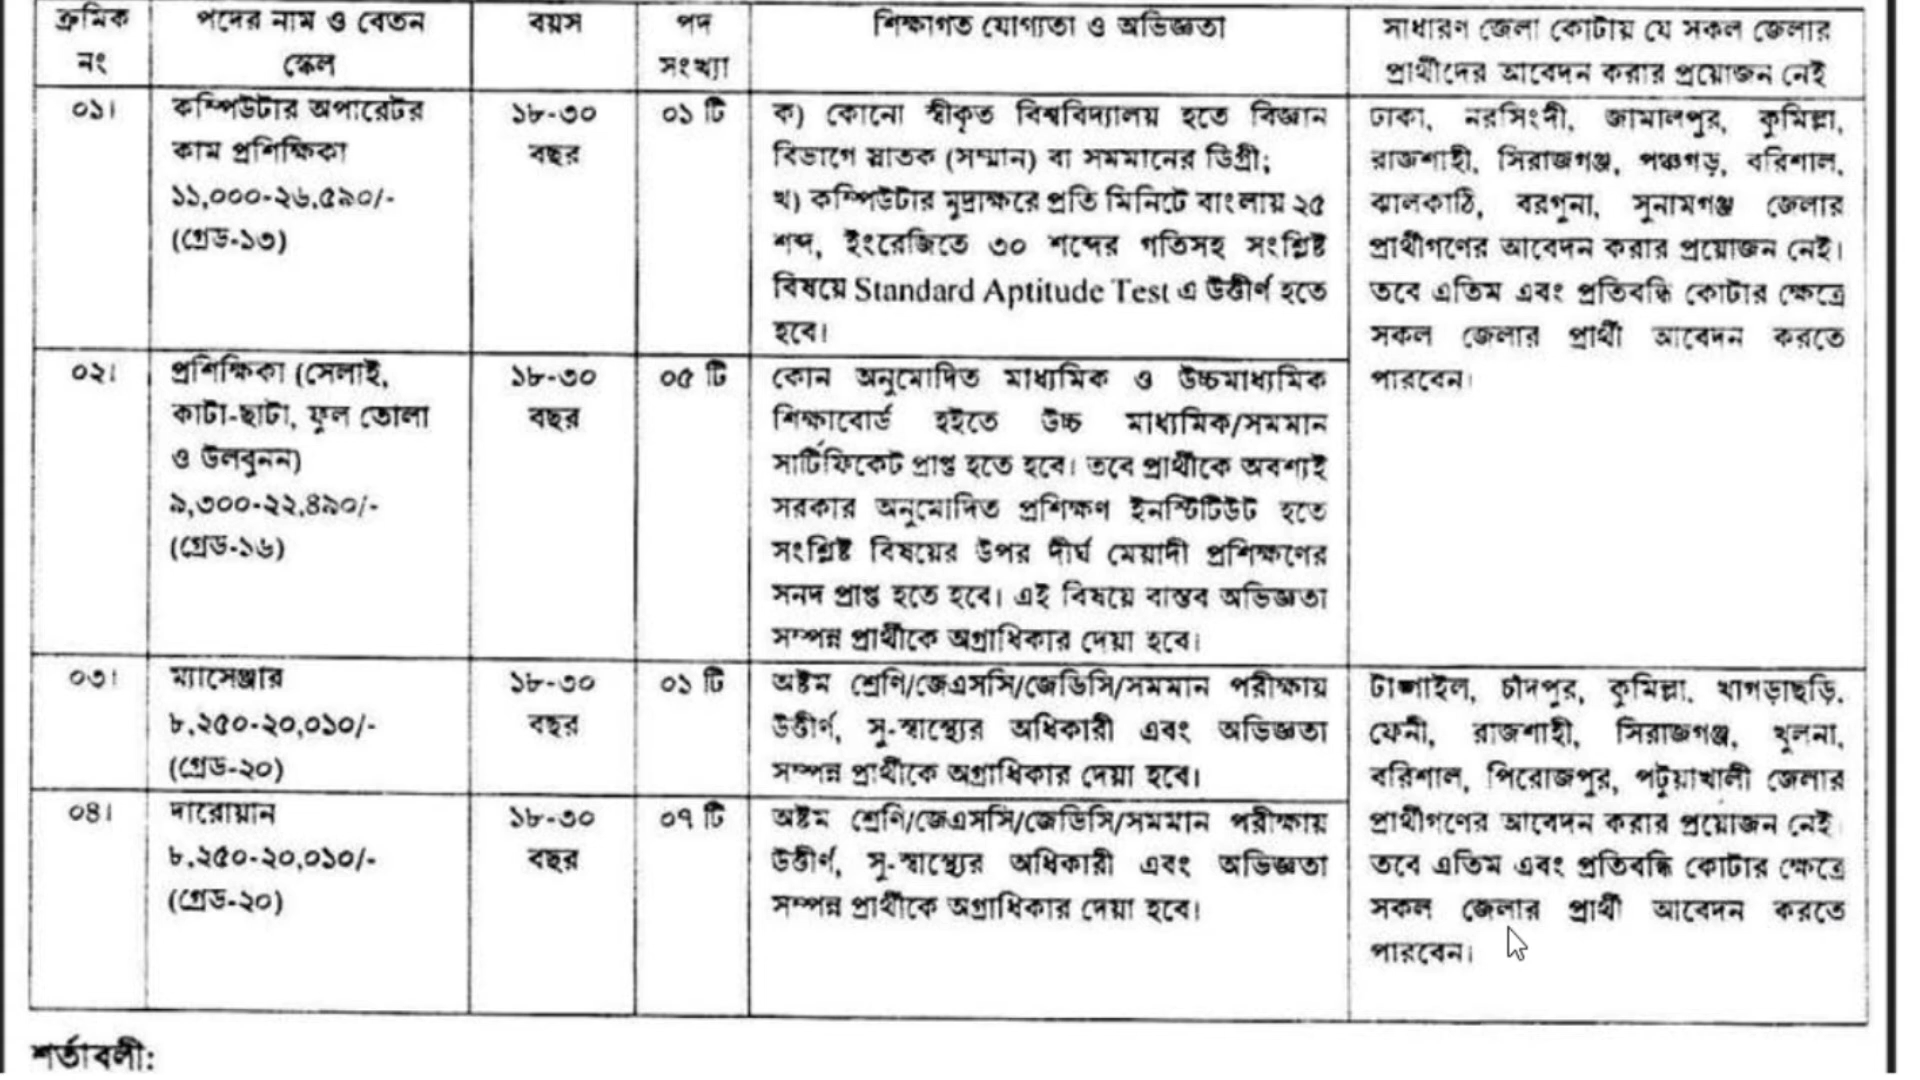 ক্রমিক নং
পদের নাম ও বেতন স্কেল
বয়স
পদ সংখ্যা
শিক্ষাগত যোগ্যতা ও অভিজ্ঞতা
সাধারণ জেলা কোটায় যে সকল জেলার
প্রার্থীদের আবেদন করার প্রয়োজন নেই
০১।
কম্পিউটার অপারেটর
কাম প্রশিক্ষিকা
১১,০০০-২৬,৫৯০/-
(গ্রেড-১৩)
১৮-৩০
বছর
০১ টি
ক) কোনো স্বীকৃত বিশ্ববিদ্যালয় হতে বিজ্ঞান
বিভাগে স্নাতক (সম্মান) বা সমমানের ডিগ্রী;
খ) কম্পিউটার মুদ্রাক্ষরে প্রতি মিনিটে বাংলায় ২৫
শব্দ, ইংরেজিতে ৩০ শব্দের গতিসহ সংশ্লিষ্ট
বিষয়ে Standard Aptitude Test এ উত্তীর্ণ হতে
হবে।
ঢাকা, নরসিংদী, জামালপুর, কুমিল্লা,
রাজশাহী, সিরাজগঞ্জ, পঞ্চগড়, বরিশাল,
ঝালকাঠি, বরগুনা, সুনামগঞ্জ জেলার
প্রার্থীগণের আবেদন করার প্রয়োজন নেই।
তবে এতিম এবং প্রতিবন্ধি কোটার ক্ষেত্রে
সকল জেলার প্রার্থী আবেদন করতে
পারবেন।
০২।
প্রশিক্ষিকা (সেলাই,
কাটা-ছাটা, ফুল তোলা
ও উলবুনন)
৯,৩০০-২২,৪৯০/-
(গ্রেড-১৬)
১৮-৩০
বছর
০৫ টি
কোন অনুমোদিত মাধ্যমিক ও উচ্চমাধ্যমিক
শিক্ষাবোর্ড হইতে উচ্চ মাধ্যমিক/সমমান
সার্টিফিকেট প্রাপ্ত হতে হবে। তবে প্রার্থীকে অবশ্যই
সরকার অনুমোদিত প্রশিক্ষণ ইনস্টিটিউট হতে
সংশ্লিষ্ট বিষয়ের উপর দীর্ঘ মেয়াদী প্রশিক্ষণের
সনদ প্রাপ্ত হতে হবে। এই বিষয়ে বাস্তব অভিজ্ঞতা
সম্পন্ন প্রার্থীকে অগ্রাধিকার দেয়া হবে।
০৩।
ম্যাসেঞ্জার
৮,২৫০-২০,০১০/-
(গ্রেড-২০)
১৮-৩০
বছর
০১ টি
অষ্টম শ্রেণি/জেএসসি/জেডিসি/সমমান পরীক্ষায়
উত্তীর্ণ, সু-স্বাস্থ্যের অধিকারী এবং অভিজ্ঞতা
সম্পন্ন প্রার্থীকে অগ্রাধিকার দেয়া হবে।
টাঙ্গাইল, চাঁদপুর, কুমিল্লা, খাগড়াছড়ি,
ফেনী, রাজশাহী, সিরাজগঞ্জ, খুলনা,
বরিশাল, পিরোজপুর, পটুয়াখালী জেলার
প্রার্থীগণের আবেদন করার প্রয়োজন নেই।
তবে এতিম এবং প্রতিবন্ধি কোটার ক্ষেত্রে
সকল জেলার প্রার্থী আবেদন করতে
পারবেন।
০৪।
দারোয়ান
৮,২৫০-২০,০১০/-
(গ্রেড-২০)
১৮-৩০
বছর
০৭ টি
অষ্টম শ্রেণি/জেএসসি/জেডিসি/সমমান পরীক্ষায়
উত্তীর্ণ, সু-স্বাস্থ্যের অধিকারী এবং অভিজ্ঞতা
সম্পন্ন প্রার্থীকে অগ্রাধিকার দেয়া হবে।
শর্তাবলী: